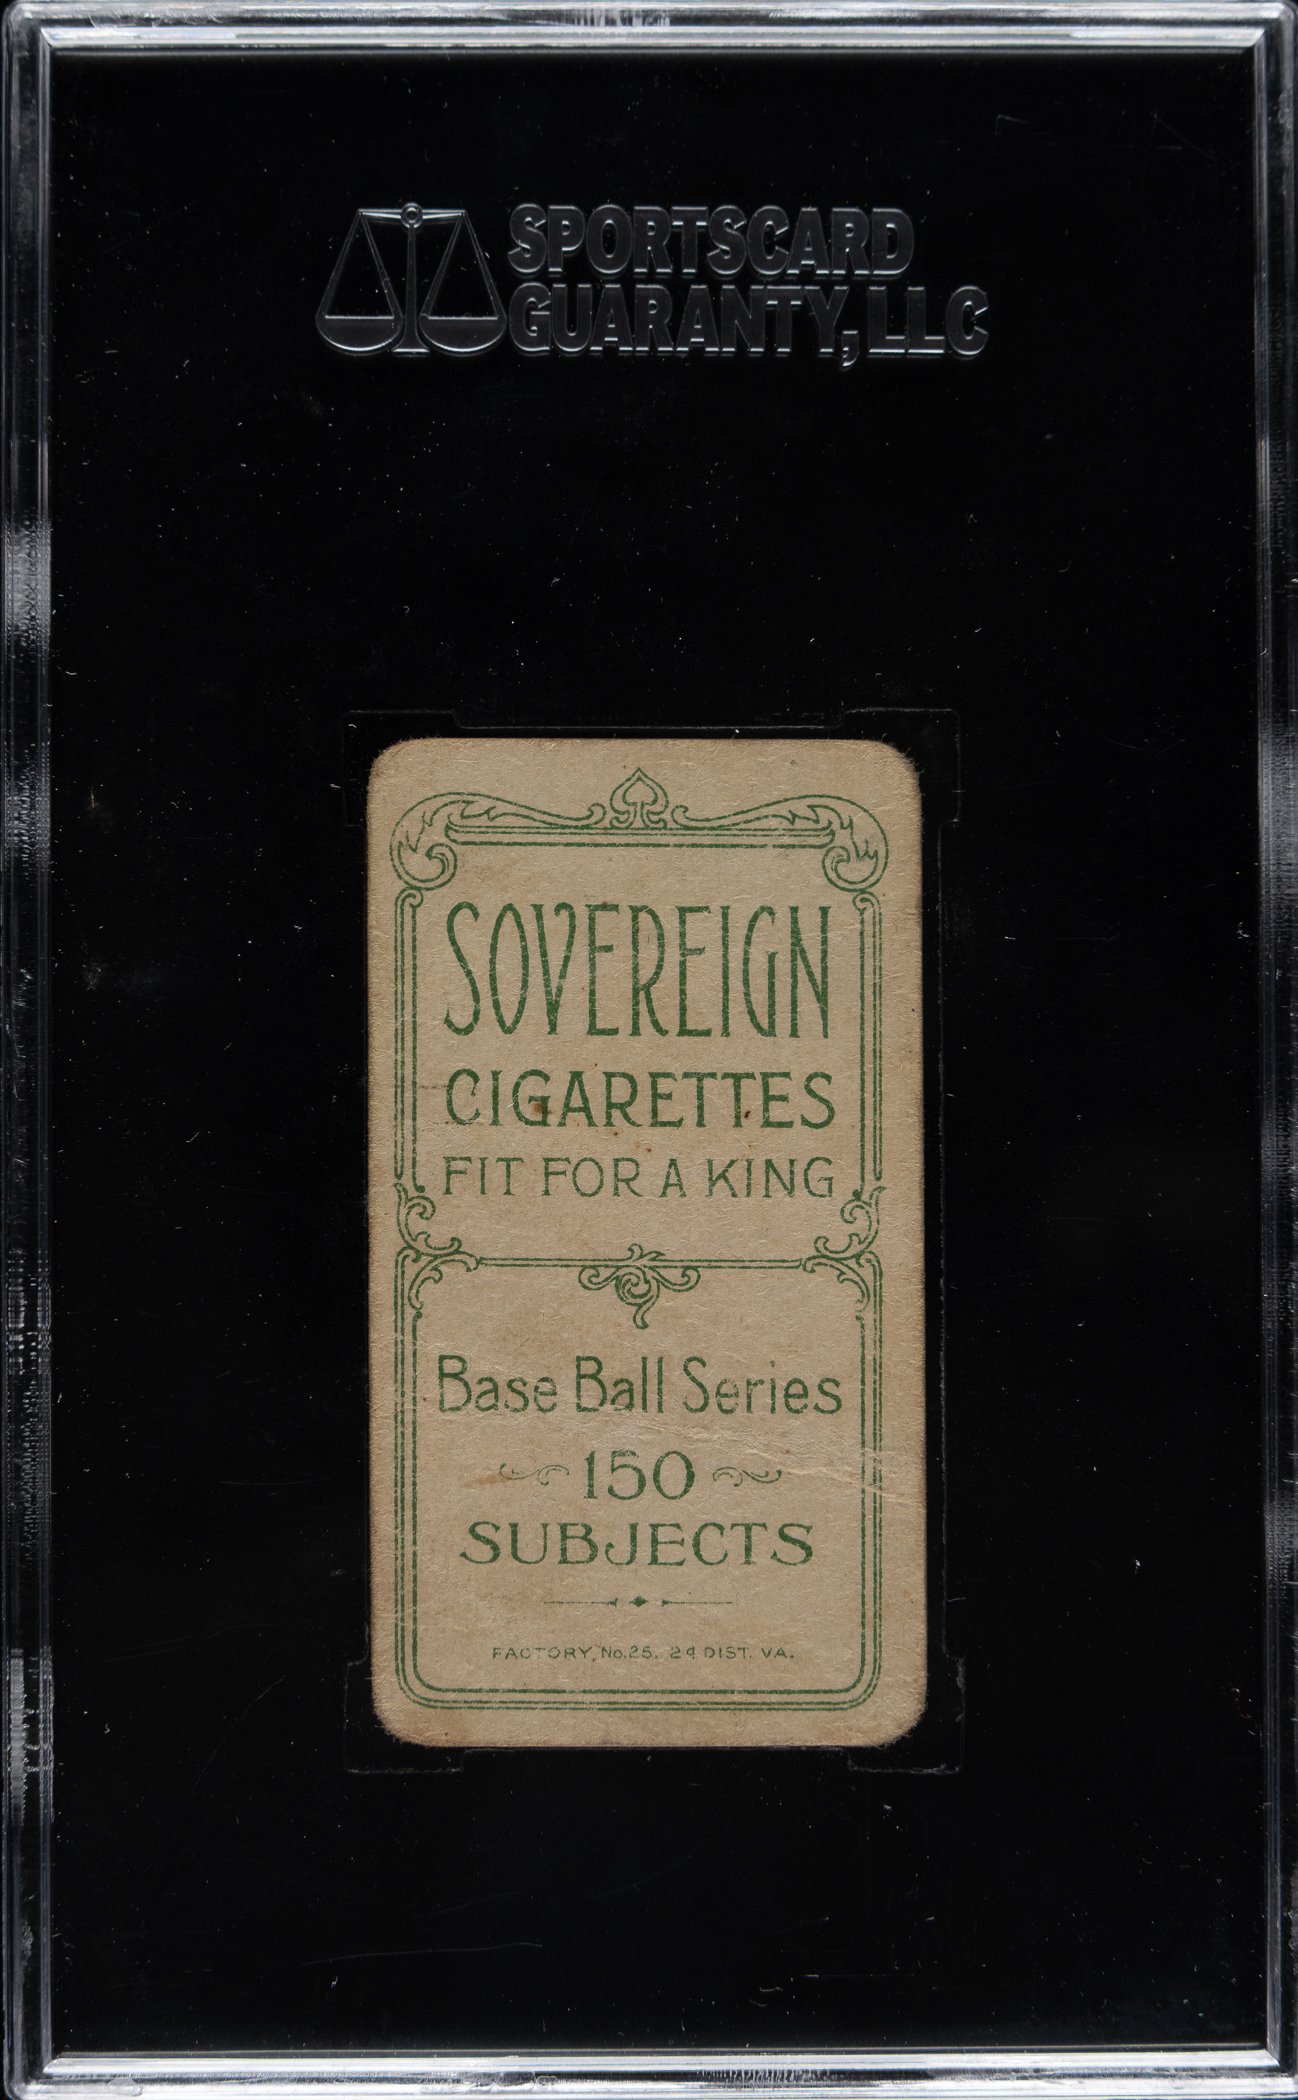 SPORTSCARD
GUARANTY, LLC
SOVEREIGN
CIGARETTES
FIT FOR A KING
Base Ball Series
150
SUBJECTS
FACTORY, No. 25. 2d DIST. VA.